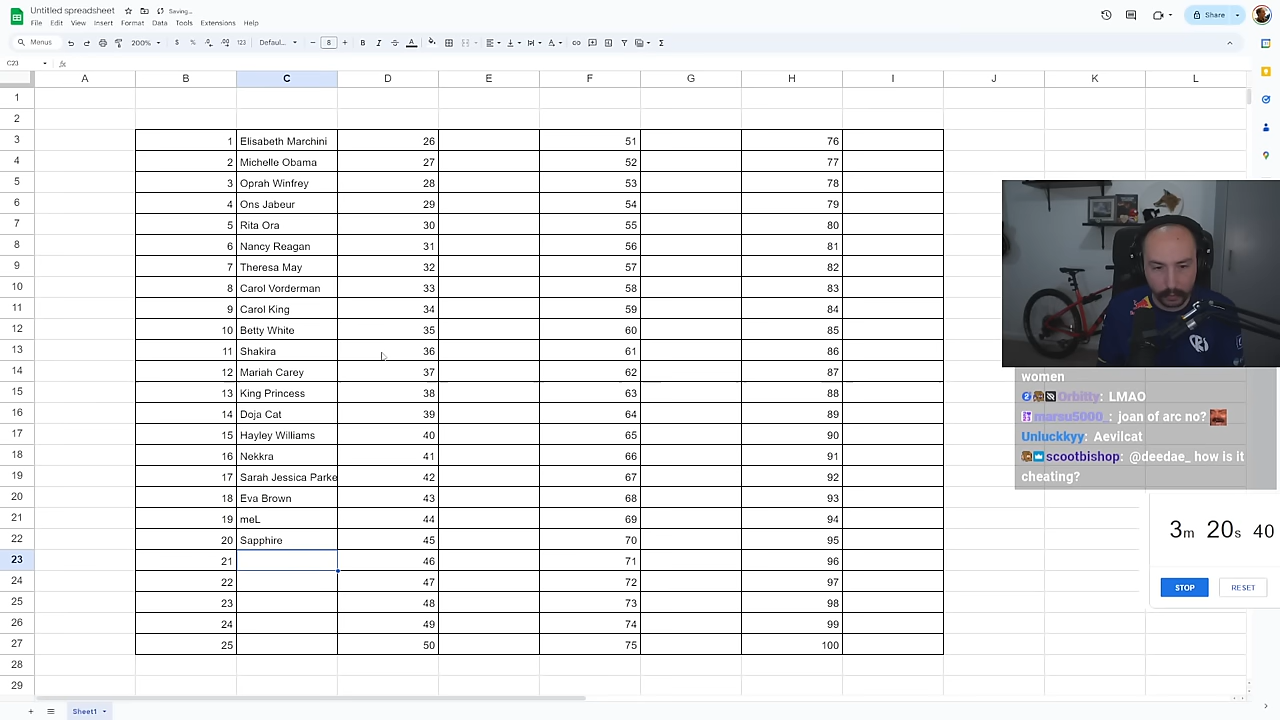 Untitled spreadsheet Saving...
File Edit View Insert Format Data Tools Extensions Help
Share
Menus 200% $ % .0 .00 123 Defaul... 8 B I A
C23 fx
A B C D E F G H I J K L
1
2
3 1 Elisabeth Marchini 26 51 76
4 2 Michelle Obama 27 52 77
5 3 Oprah Winfrey 28 53 78
6 4 Ons Jabeur 29 54 79
7 5 Rita Ora 30 55 80
8 6 Nancy Reagan 31 56 81
9 7 Theresa May 32 57 82
10 8 Carol Vorderman 33 58 83
11 9 Carol King 34 59 84
12 10 Betty White 35 60 85
13 11 Shakira 36 61 86
14 12 Mariah Carey 37 62 87
15 13 King Princess 38 63 88
16 14 Doja Cat 39 64 89
17 15 Hayley Williams 40 65 90
18 16 Nekkra 41 66 91
19 17 Sarah Jessica Parke 42 67 92
20 18 Eva Brown 43 68 93
21 19 meL 44 69 94
22 20 Sapphire 45 70 95
23 21 46 71 96
24 22 47 72 97
25 23 48 73 98
26 24 49 74 99
27 25 50 75 100
28
29
women
Orbitty: LMAO
marsu5000_: joan of arc no?
Unluckkyy: Aevilcat
scootbishop: @deedae_ how is it
cheating?
3m 20s 40
STOP RESET
Sheet1